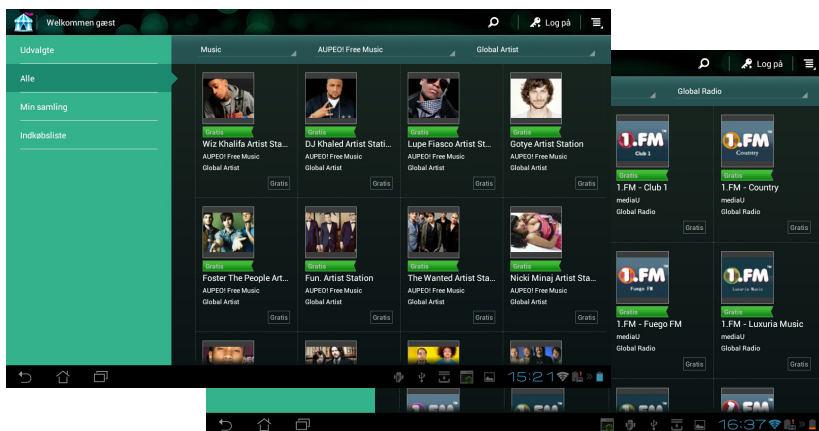 Welkommen gæst
Log på
Udvalgte
Alle
Min samling
Indkøbsliste
Music
AUPEO! Free Music
Global Artist
Gratis
Wiz Khalifa Artist Sta...
AUPEO! Free Music
Global Artist
Gratis
Gratis
DJ Khaled Artist Stati...
AUPEO! Free Music
Global Artist
Gratis
Gratis
Lupe Fiasco Artist St...
AUPEO! Free Music
Global Artist
Gratis
Gratis
Gotye Artist Station
AUPEO! Free Music
Global Artist
Gratis
Gratis
Foster The People Art...
AUPEO! Free Music
Global Artist
Gratis
Gratis
Fun. Artist Station
AUPEO! Free Music
Global Artist
Gratis
Gratis
The Wanted Artist Sta...
AUPEO! Free Music
Global Artist
Gratis
Gratis
Nicki Minaj Artist Sta...
AUPEO! Free Music
Global Artist
Gratis
15:21
Log på
Global Radio
1.FM
Club 1
Gratis
1.FM - Club 1
mediaU
Global Radio
Gratis
1.FM
Country
Gratis
1.FM - Country
mediaU
Global Radio
Gratis
1.FM
Fuego FM
Gratis
1.FM - Fuego FM
mediaU
Global Radio
Gratis
1.FM
Luxuria Music
Gratis
1.FM - Luxuria Music
mediaU
Global Radio
Gratis
16:37